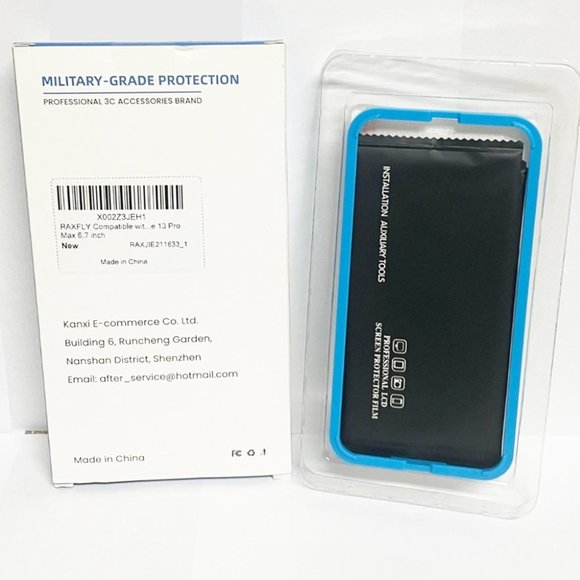 MILITARY-GRADE PROTECTION
PROFESSIONAL 3C ACCESSORIES BRAND
X002Z3JEH1
RAXFLY Compatible wit...e 13 Pro
Max 6.7 inch
New RAXJIE211633_1
Made in China
Kanxi E-commerce Co. Ltd.
Building 6, Runcheng Garden,
Nanshan District, Shenzhen
Email: after_service@hotmail.com
Made in China
FC
INSTALLATION AUXILIARY TOOLS
PROFESSIONAL LCD
SCREEN PROTECTOR FILM